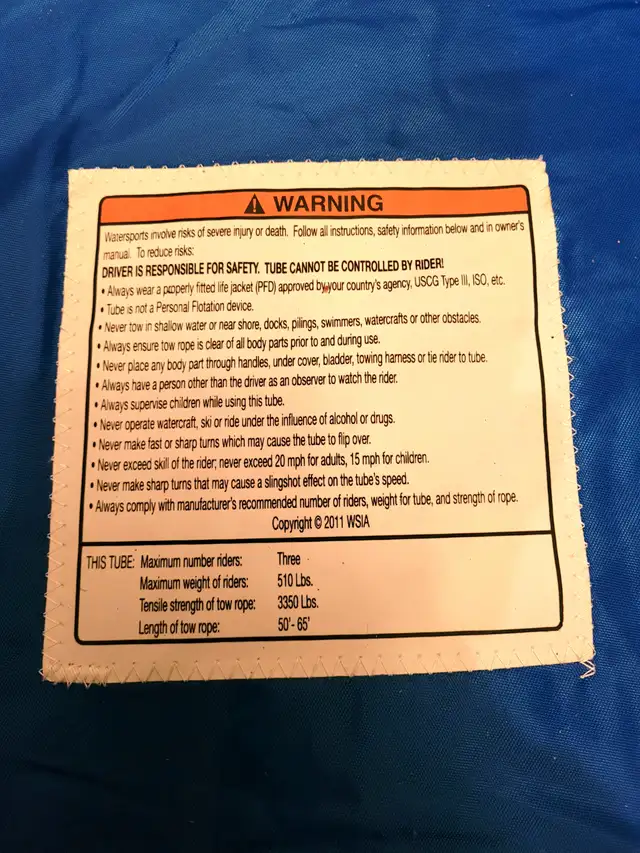 ⚠ WARNING
Watersports involve risks of severe injury or death. Follow all instructions, safety information below and in owner's
manual. To reduce risks:
DRIVER IS RESPONSIBLE FOR SAFETY. TUBE CANNOT BE CONTROLLED BY RIDER!
• Always wear a properly fitted life jacket (PFD) approved by your country's agency, USCG Type III, ISO, etc.
• Tube is not a Personal Flotation device.
• Never tow in shallow water or near shore, docks, pilings, swimmers, watercrafts or other obstacles.
• Always ensure tow rope is clear of all body parts prior to and during use.
• Never place any body part through handles, under cover, bladder, towing harness or tie rider to tube.
• Always have a person other than the driver as an observer to watch the rider.
• Always supervise children while using this tube.
• Never operate watercraft, ski or ride under the influence of alcohol or drugs.
• Never make fast or sharp turns which may cause the tube to flip over.
• Never exceed skill of the rider; never exceed 20 mph for adults, 15 mph for children.
• Never make sharp turns that may cause a slingshot effect on the tube's speed.
• Always comply with manufacturer's recommended number of riders, weight for tube, and strength of rope.
Copyright © 2011 WSIA
THIS TUBE: Maximum number riders: Three
Maximum weight of riders: 510 Lbs.
Tensile strength of tow rope: 3350 Lbs.
Length of tow rope: 50'- 65'